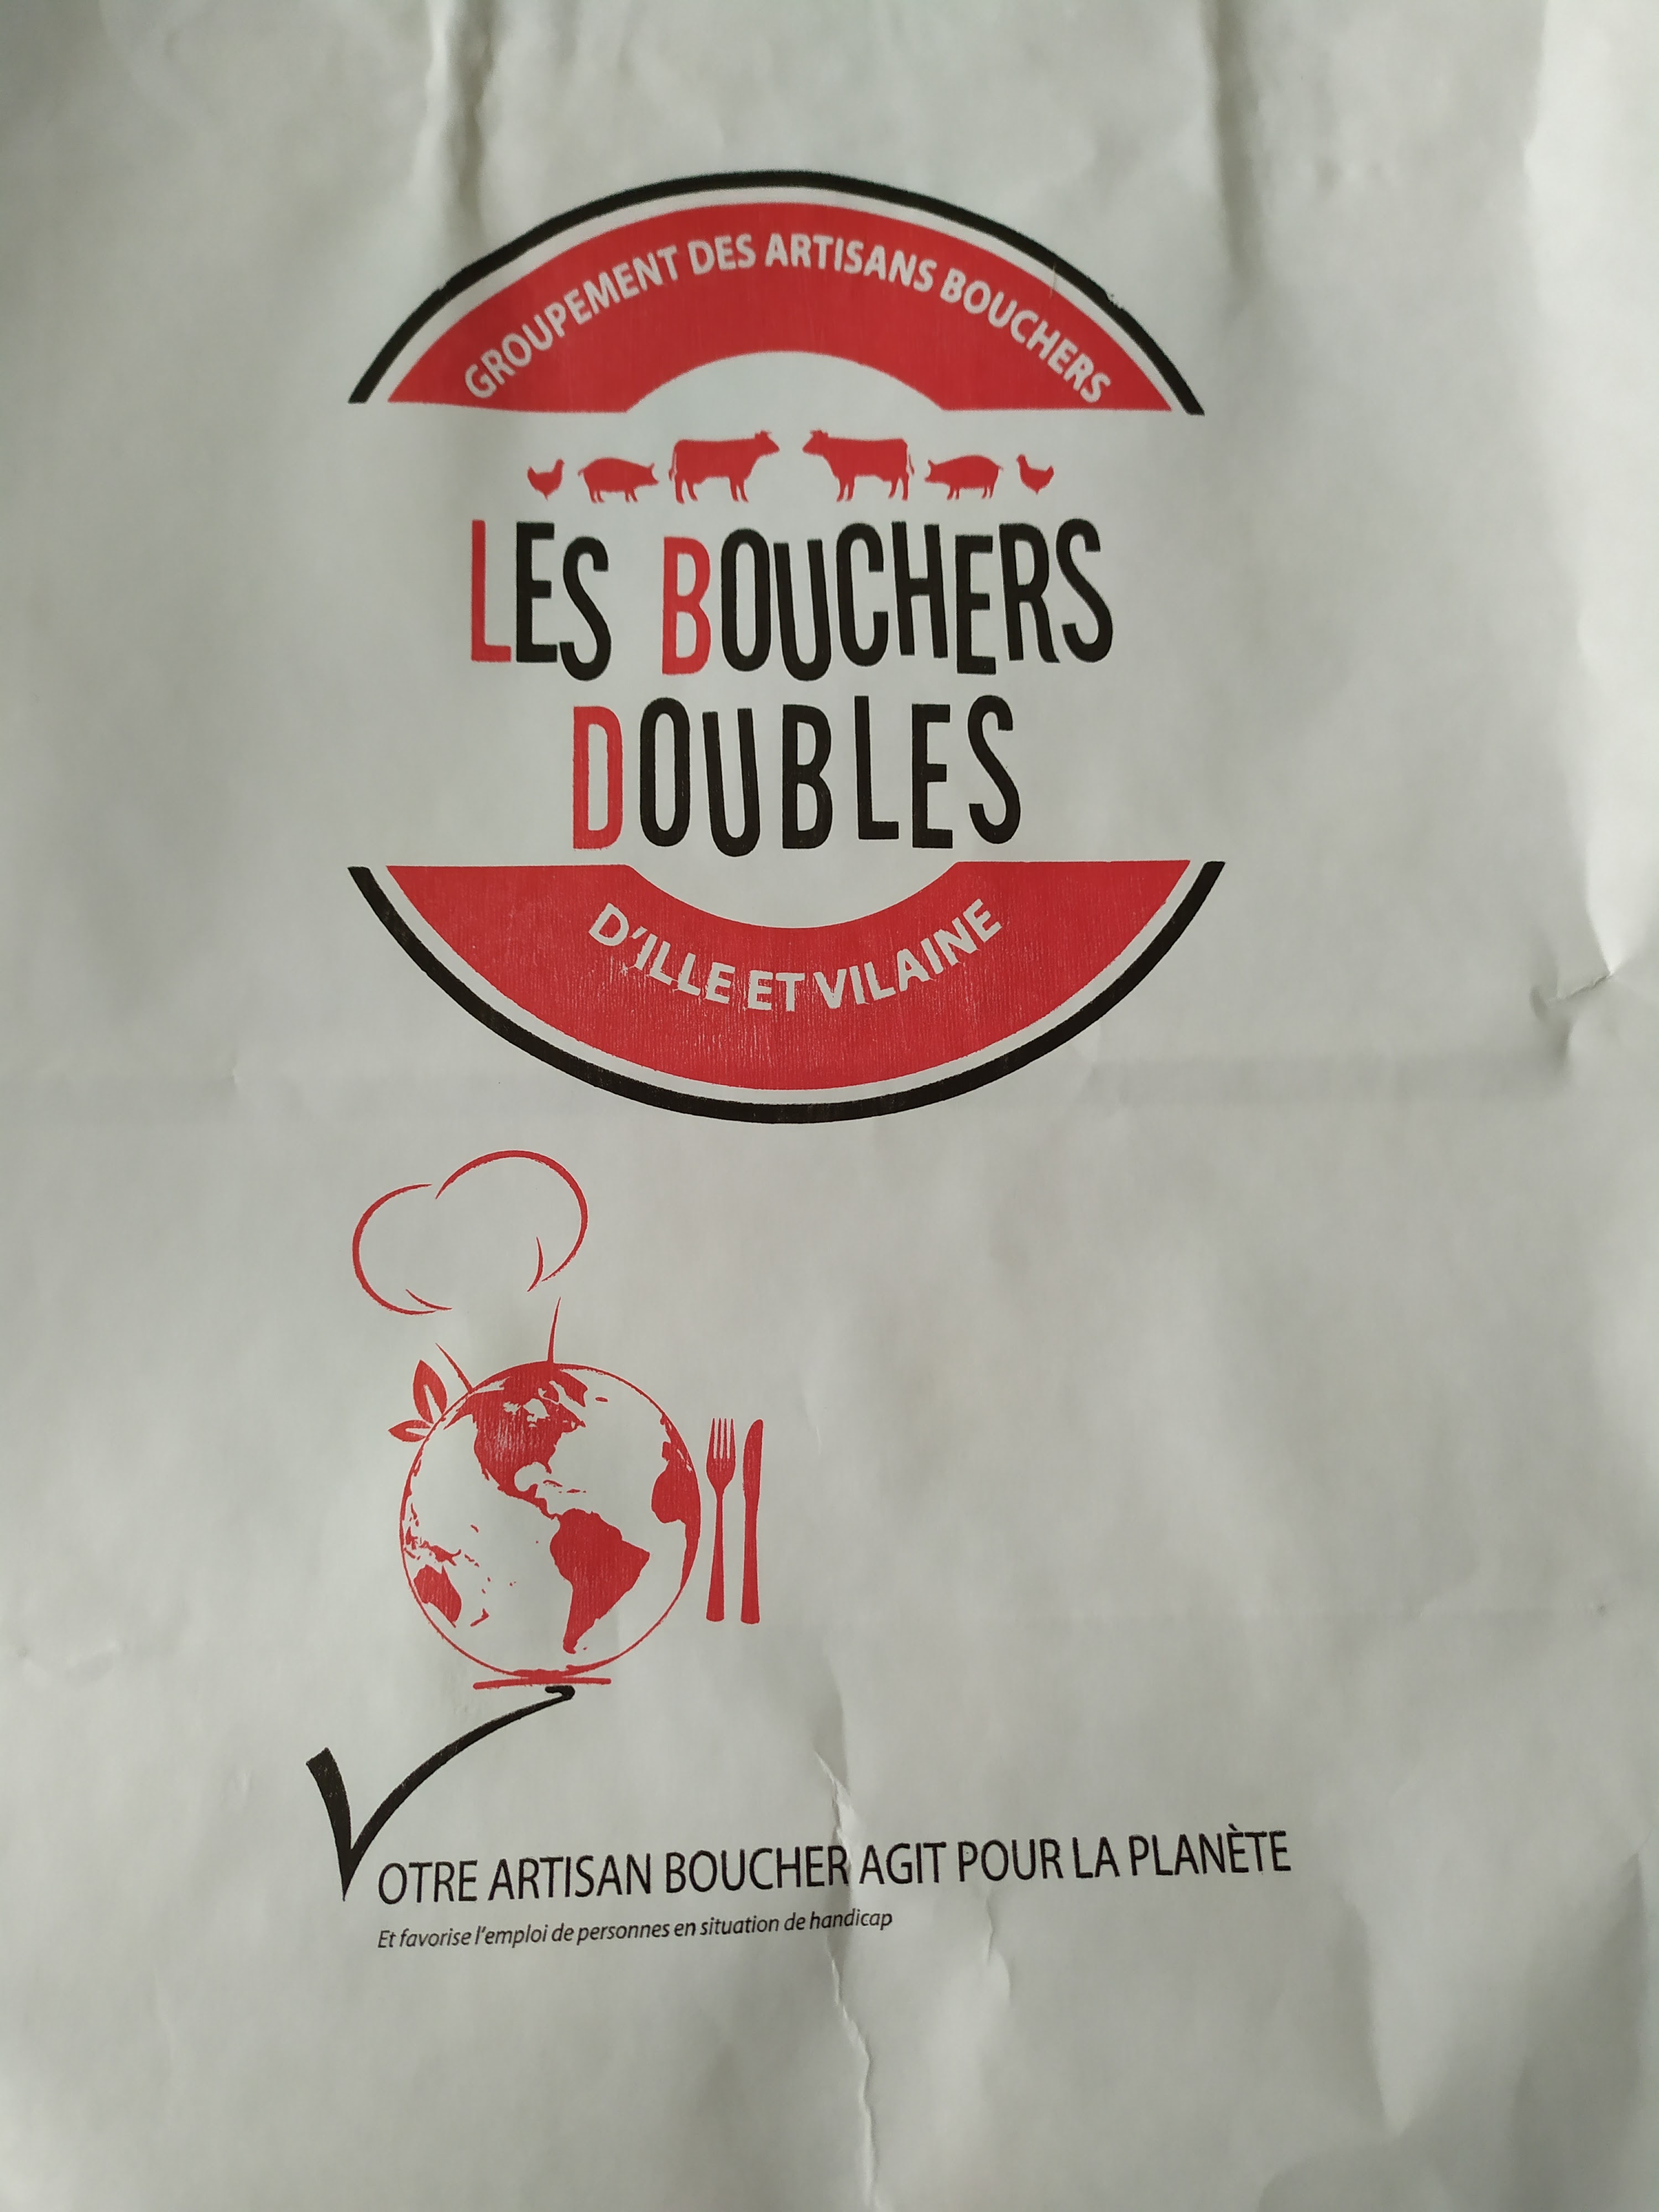 GROUPEMENT DES ARTISANS BOUCHERS
LES BOUCHERS
DOUBLES
D'ILLE ET VILAINE
VOTRE ARTISAN BOUCHER AGIT POUR LA PLANÈTE
Et favorise l'emploi de personnes en situation de handicap